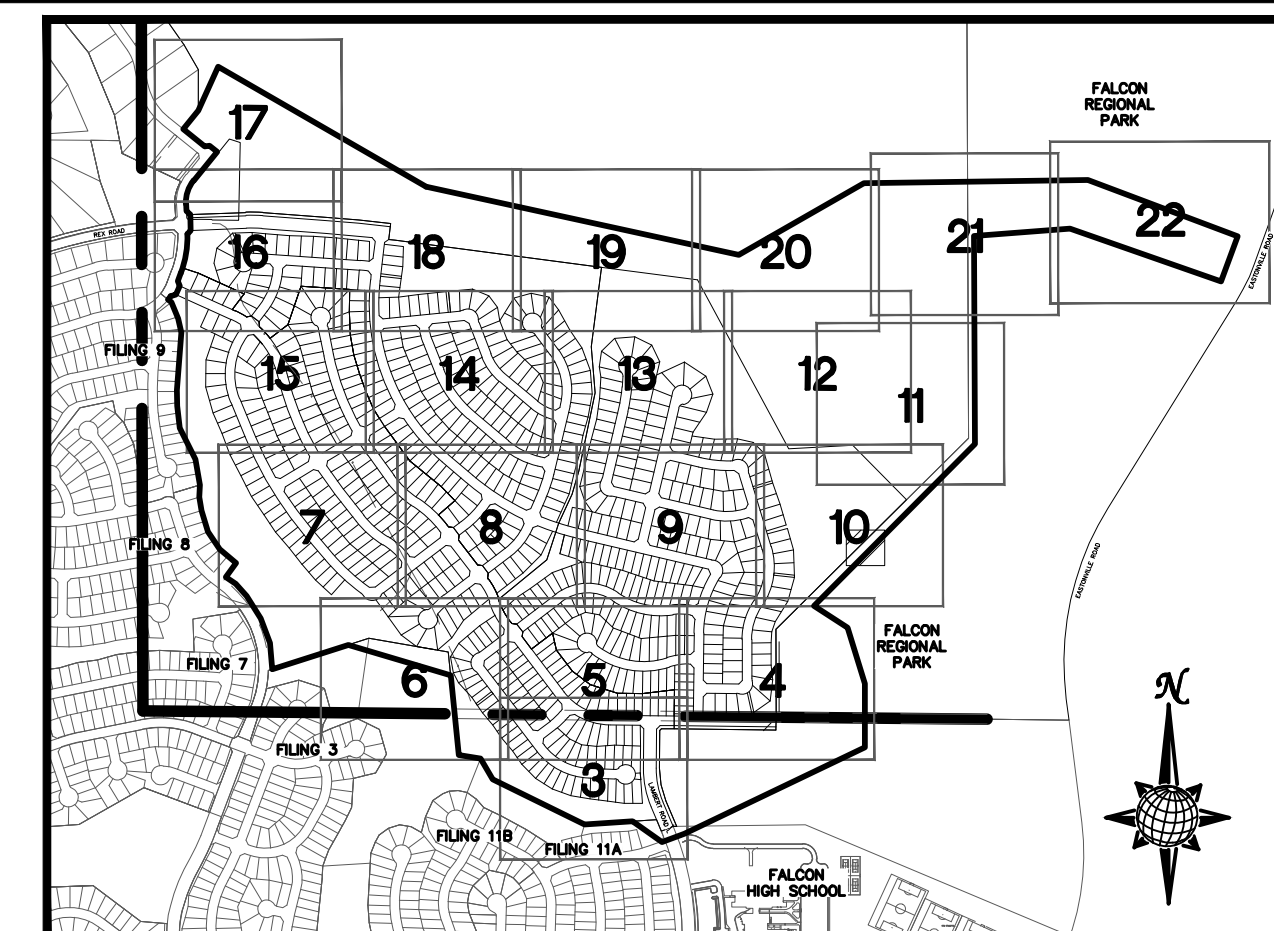 FALCON
REGIONAL
PARK
17
22
REX ROAD
16
18
19
20
21
EASTONVILLE ROAD
FILING 9
15
14
13
12
11
7
8
9
10
FILING 8
EASTONVILLE ROAD
FALCON
REGIONAL
PARK
FILING 7
6
5
4
N
FILING 3
3
LAMBERT ROAD
FILING 11B
FILING 11A
FALCON
HIGH SCHOOL